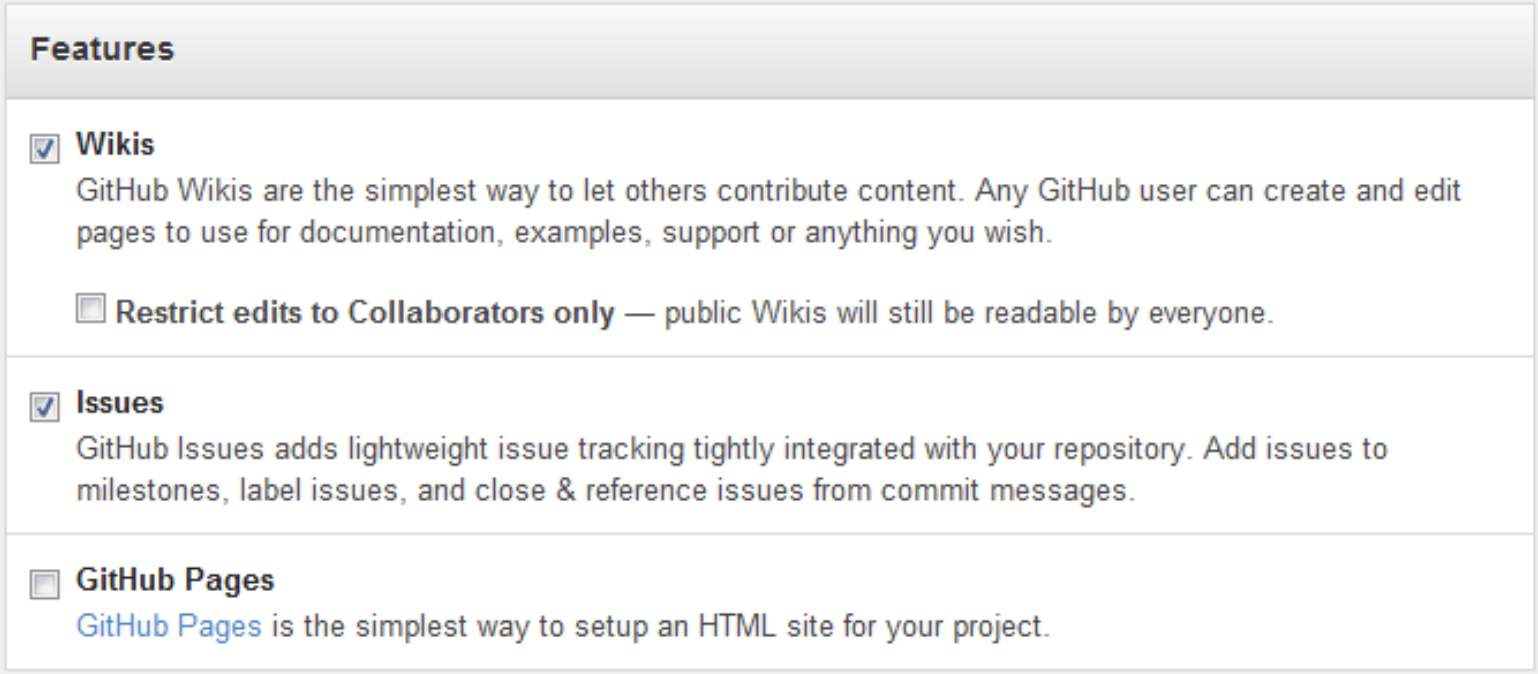 Features
Wikis
GitHub Wikis are the simplest way to let others contribute content. Any GitHub user can create and edit
pages to use for documentation, examples, support or anything you wish.
Restrict edits to Collaborators only — public Wikis will still be readable by everyone.
Issues
GitHub Issues adds lightweight issue tracking tightly integrated with your repository. Add issues to
milestones, label issues, and close & reference issues from commit messages.
GitHub Pages
GitHub Pages is the simplest way to setup an HTML site for your project.